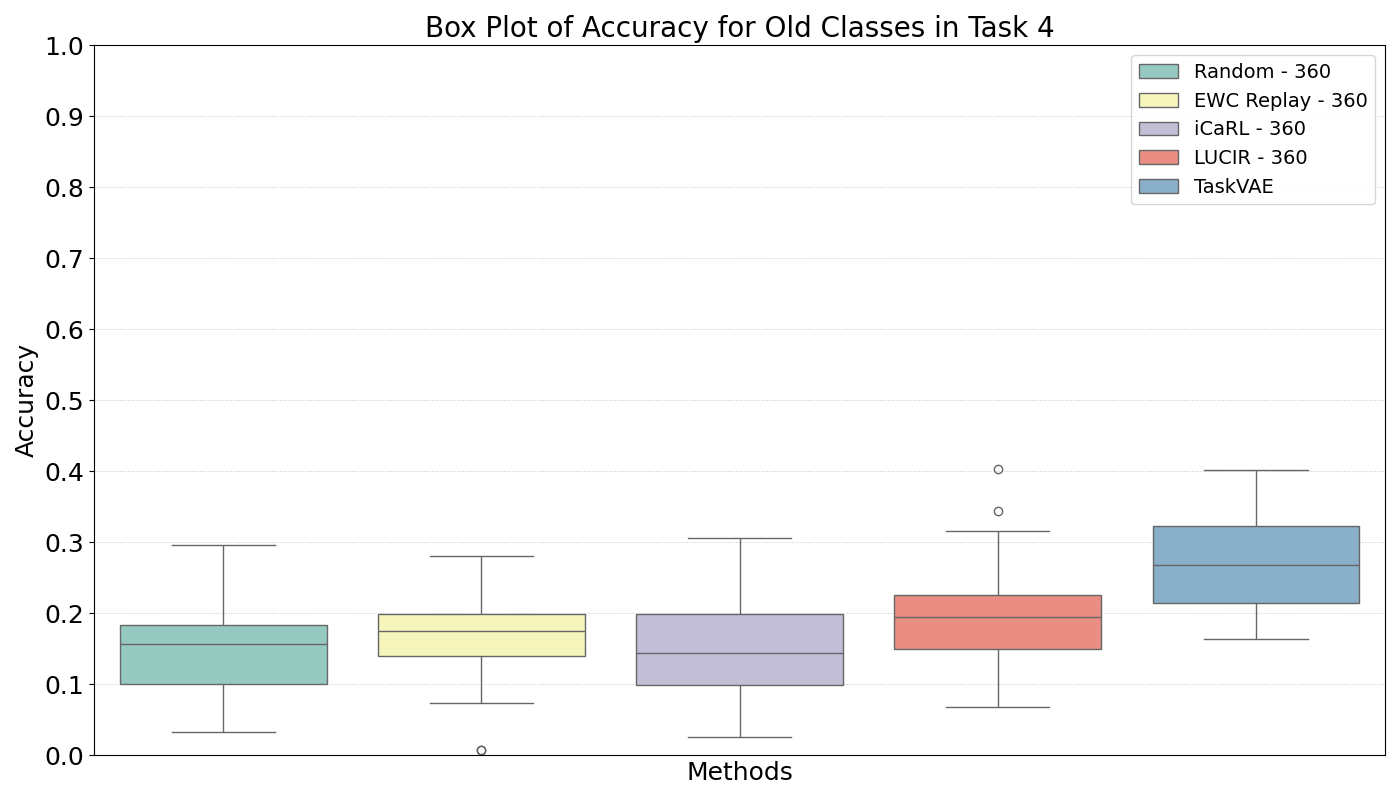 Box Plot of Accuracy for Old Classes in Task 4
1.0
0.9
0.8
0.7
0.6
0.5
0.4
0.3
0.2
0.1
0.0
Accuracy
Methods
Random - 360
EWC Replay - 360
iCaRL - 360
LUCIR - 360
TaskVAE